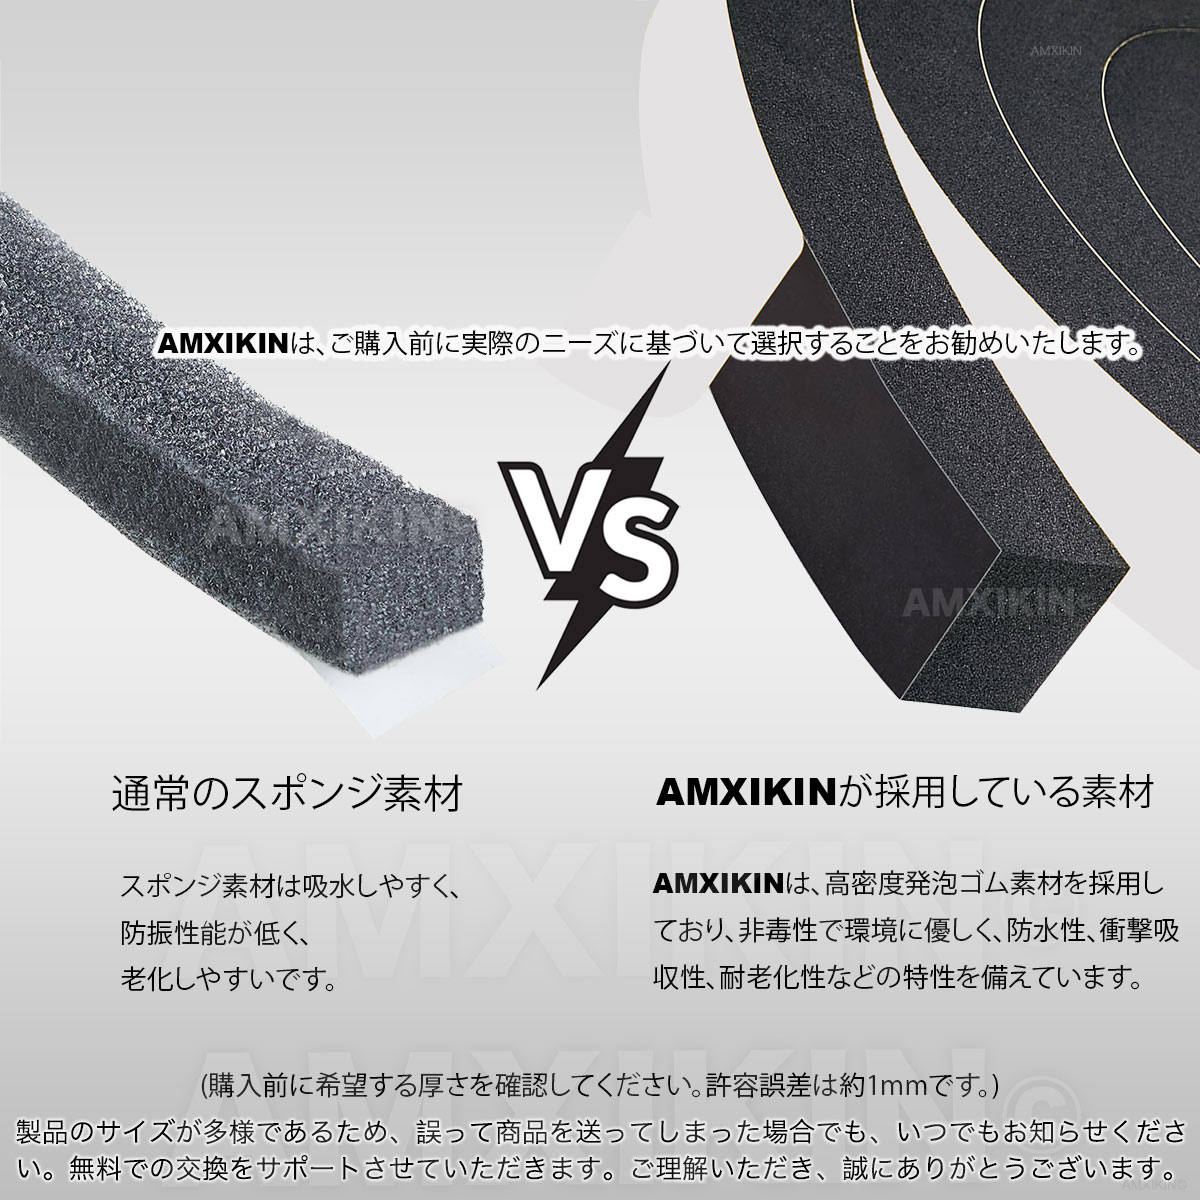 AMXIKIN
AMXIKINは、ご購入前に実際のニーズに基づいて選択することをお勧めいたします。
VS
AMXIKIN©
AMXIKIN©
通常のスポンジ素材
AMXIKINが採用している素材
スポンジ素材は吸水しやすく、
防振性能が低く、
老化しやすいです。
AMXIKINは、高密度発泡ゴム素材を採用し
ており、非毒性で環境に優しく、防水性、衝撃吸
収性、耐老化性などの特性を備えています。
AMXIKIN©
(購入前に希望する厚さを確認してください。許容誤差は約1mmです。)
AMXIKIN©
製品のサイズが多様であるため、誤って商品を送ってしまった場合でも、いつでもお知らせくださ
い。無料での交換をサポートさせていただきます。ご理解いただき、誠にありがとうございます。
AMXIKIN©